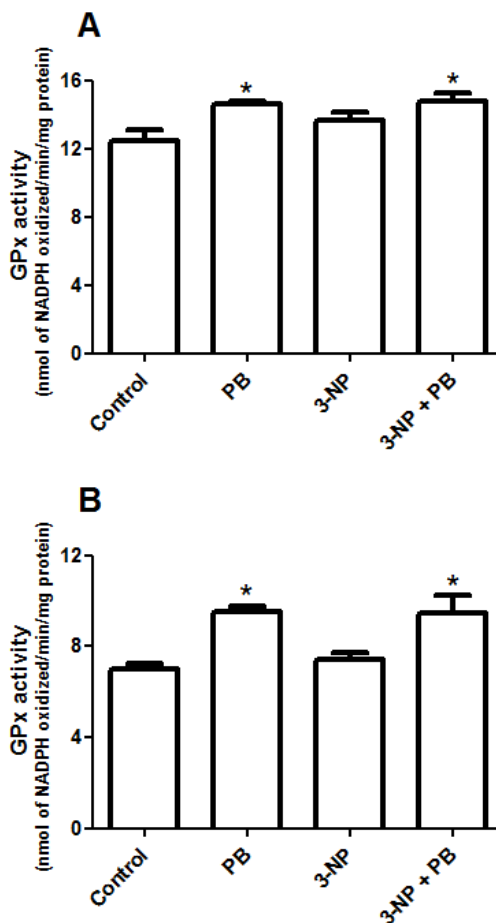 A
GPx activity
(nmol of NADPH oxidized/min/mg protein)
16
12
8
4
0
*
*
Control
PB
3-NP
3-NP + PB
B
GPx activity
(nmol of NADPH oxidized/min/mg protein)
12
8
4
0
*
*
Control
PB
3-NP
3-NP + PB